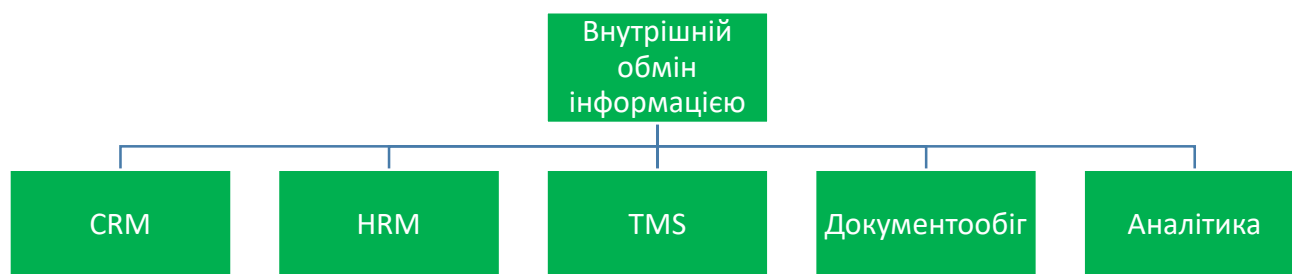 Внутрішній
обмін
інформацією
CRM
HRM
TMS
Документообіг
Аналітика